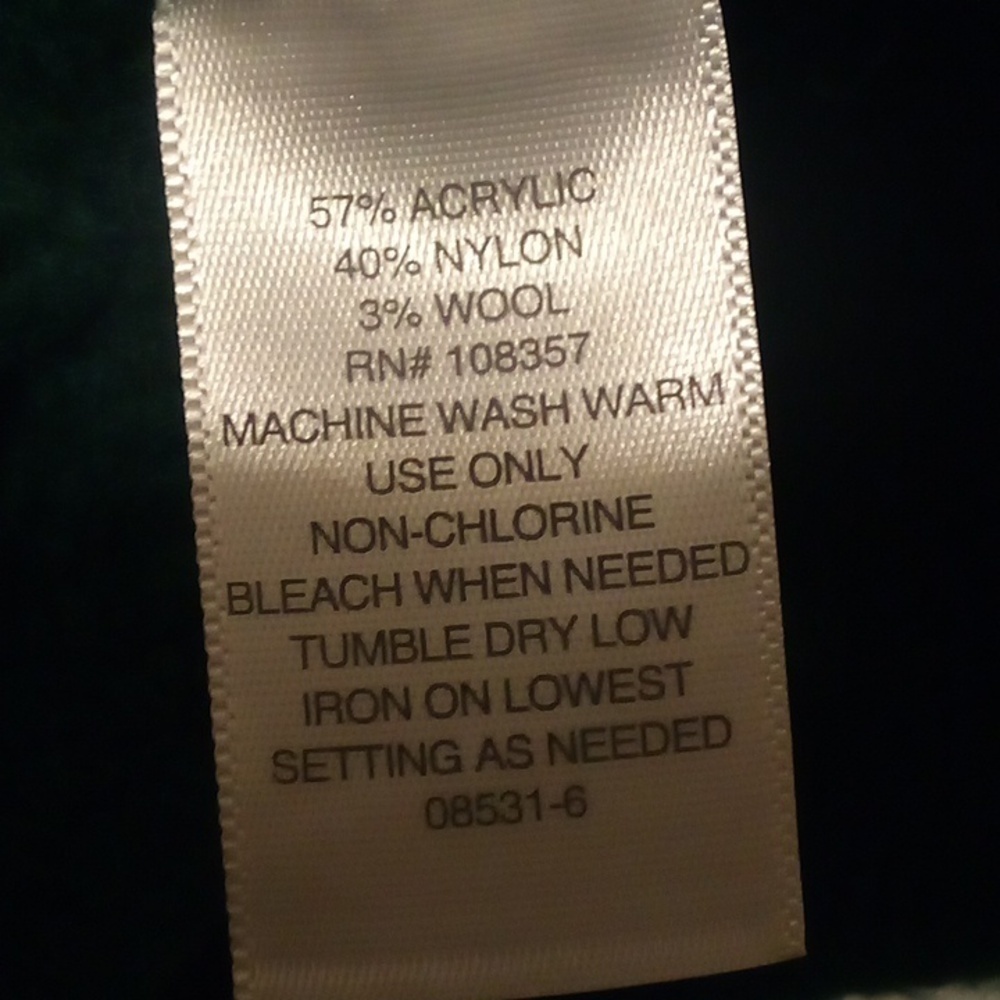 57% ACRYLIC
40% NYLON
3% WOOL
RN# 108357
MACHINE WASH WARM
USE ONLY
NON-CHLORINE
BLEACH WHEN NEEDED
TUMBLE DRY LOW
IRON ON LOWEST
SETTING AS NEEDED
08531-6